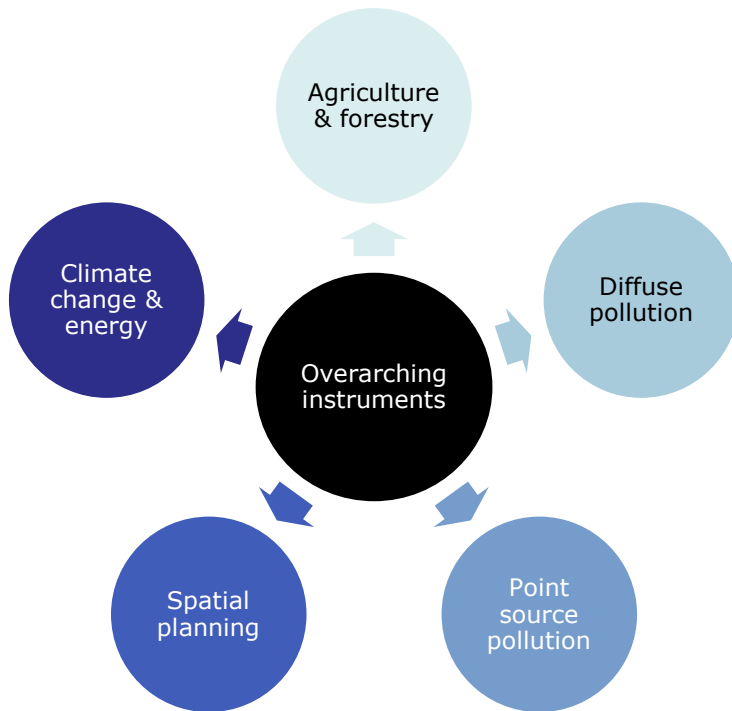 Agriculture
& forestry
Climate
change &
energy
Diffuse
pollution
Overarching
instruments
Spatial
planning
Point
source
pollution